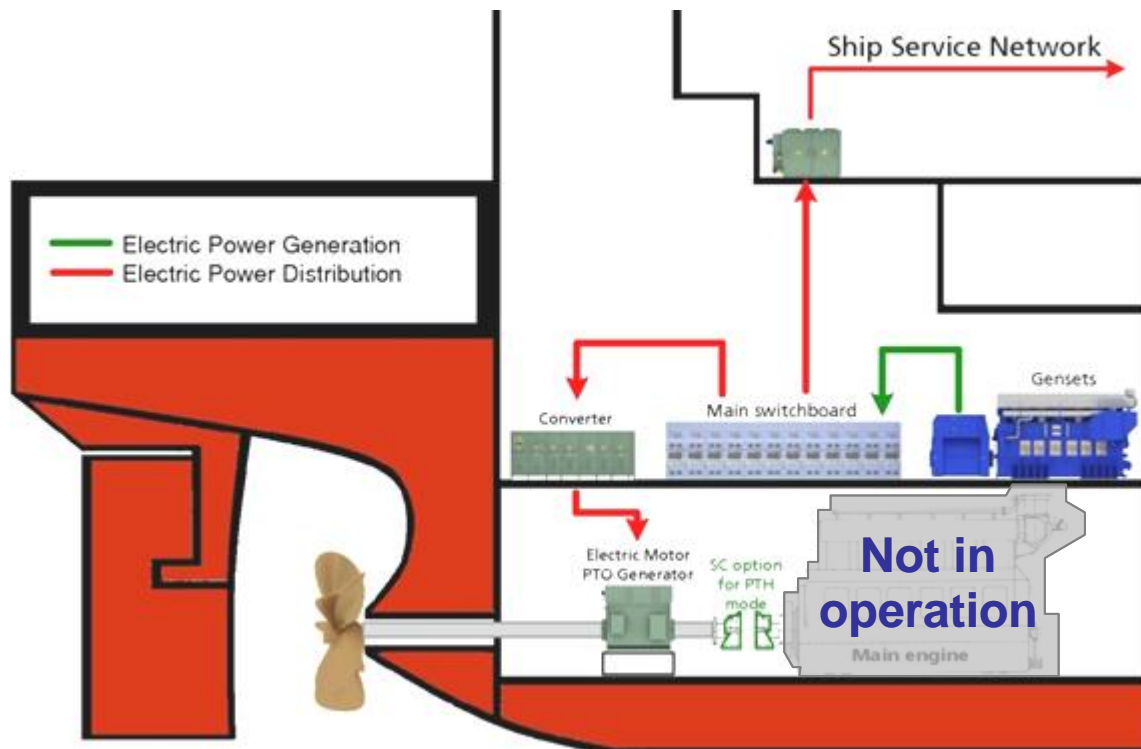 Ship Service Network
Electric Power Generation
Electric Power Distribution
Gensets
Main switchboard
Converter
Electric Motor
PTO Generator
SC option
for PTH
mode
Not in
operation
Main engine